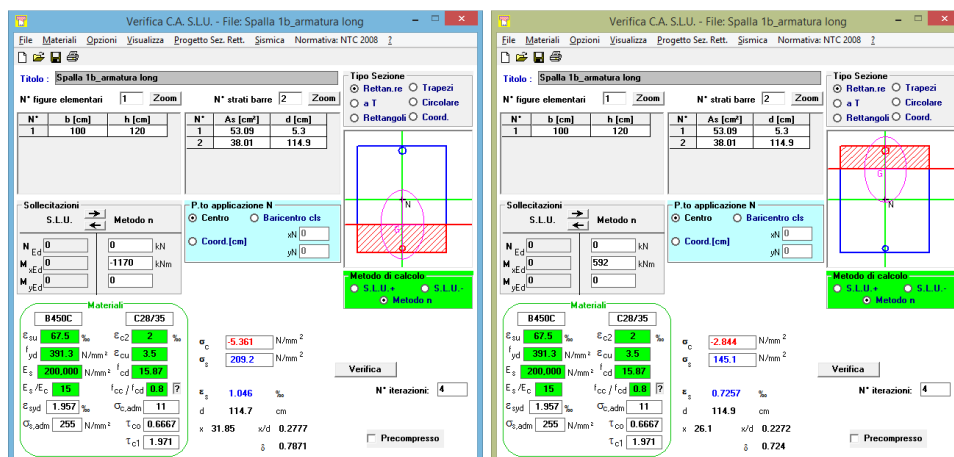 Verifica C.A. S.L.U. - File: Spalla 1b_armatura long
File Materiali Opzioni Visualizza Progetto Sez. Rett. Sismica Normativa: NTC 2008 ?
Titolo : Spalla 1b_armatura long
N° figure elementari 1 Zoom N° strati barre 2 Zoom
N° b [cm] h [cm]
1 100 120
N° As [cm²] d [cm]
1 53.09 5.3
2 38.01 114.9
Tipo Sezione
Rettan.re Trapezi
a T Circolare
Rettangoli Coord.
G
N
Sollecitazioni
S.L.U. Metodo n
N Ed 0 0 kN
M xEd 0 -1170 kNm
M yEd 0 0
P.to applicazione N
Centro Baricentro cls
Coord.[cm] xN 0
yN 0
Metodo di calcolo
S.L.U.+ S.L.U.-
Metodo n
Materiali
B450C C28/35
εsu 67.5 ‰ εc2 2 ‰
fyd 391.3 N/mm² εcu 3.5
Es 200,000 N/mm² fcd 15.87
Es/Ec 15 fcc/fcd 0.8 ?
εsyd 1.957 ‰ σc,adm 11
σs,adm 255 N/mm² τco 0.6667
τc1 1.971
σc -5.361 N/mm²
σs 209.2 N/mm²
εs 1.046 ‰
d 114.7 cm
x 31.85 x/d 0.2777
δ 0.7871
Verifica
N° iterazioni: 4
Precompresso
Verifica C.A. S.L.U. - File: Spalla 1b_armatura long
File Materiali Opzioni Visualizza Progetto Sez. Rett. Sismica Normativa: NTC 2008 ?
Titolo : Spalla 1b_armatura long
N° figure elementari 1 Zoom N° strati barre 2 Zoom
N° b [cm] h [cm]
1 100 120
N° As [cm²] d [cm]
1 53.09 5.3
2 38.01 114.9
Tipo Sezione
Rettan.re Trapezi
a T Circolare
Rettangoli Coord.
G
N
Sollecitazioni
S.L.U. Metodo n
N Ed 0 0 kN
M xEd 0 592 kNm
M yEd 0 0
P.to applicazione N
Centro Baricentro cls
Coord.[cm] xN 0
yN 0
Metodo di calcolo
S.L.U.+ S.L.U.-
Metodo n
Materiali
B450C C28/35
εsu 67.5 ‰ εc2 2 ‰
fyd 391.3 N/mm² εcu 3.5
Es 200,000 N/mm² fcd 15.87
Es/Ec 15 fcc/fcd 0.8 ?
εsyd 1.957 ‰ σc,adm 11
σs,adm 255 N/mm² τco 0.6667
τc1 1.971
σc -2.844 N/mm²
σs 145.1 N/mm²
εs 0.7257 ‰
d 114.9 cm
x 26.1 x/d 0.2272
δ 0.724
Verifica
N° iterazioni: 4
Precompresso